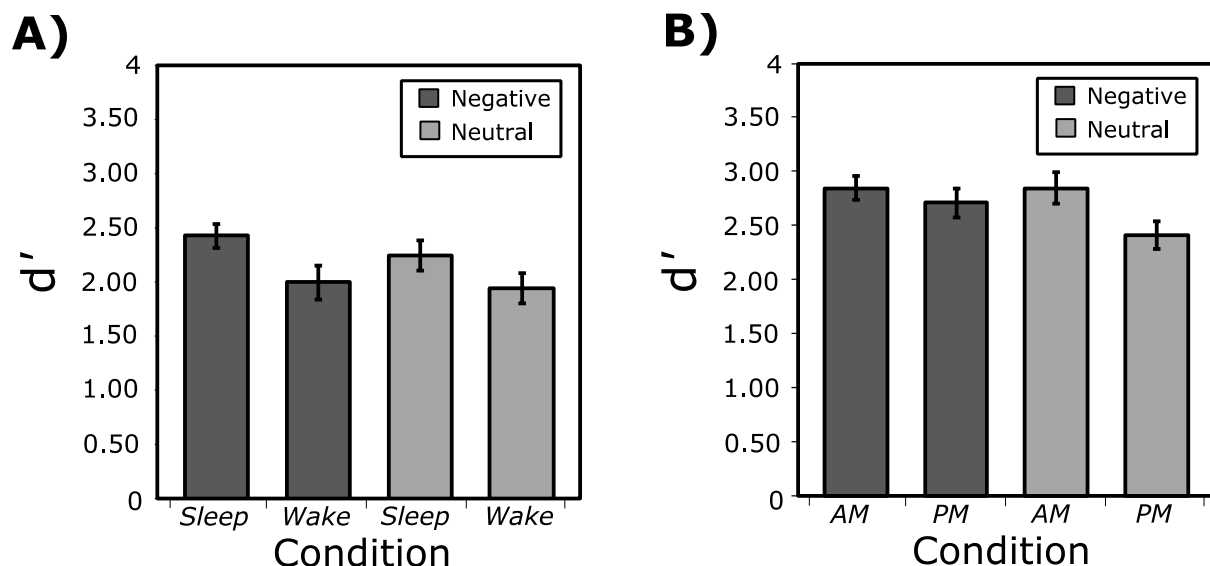 A)
4
3.50
3.00
2.50
2.00
1.50
1.00
0.50
0
d′
Negative
Neutral
Sleep Wake Sleep Wake
Condition
B)
4
3.50
3.00
2.50
2.00
1.50
1.00
0.50
0
d′
Negative
Neutral
AM PM AM PM
Condition